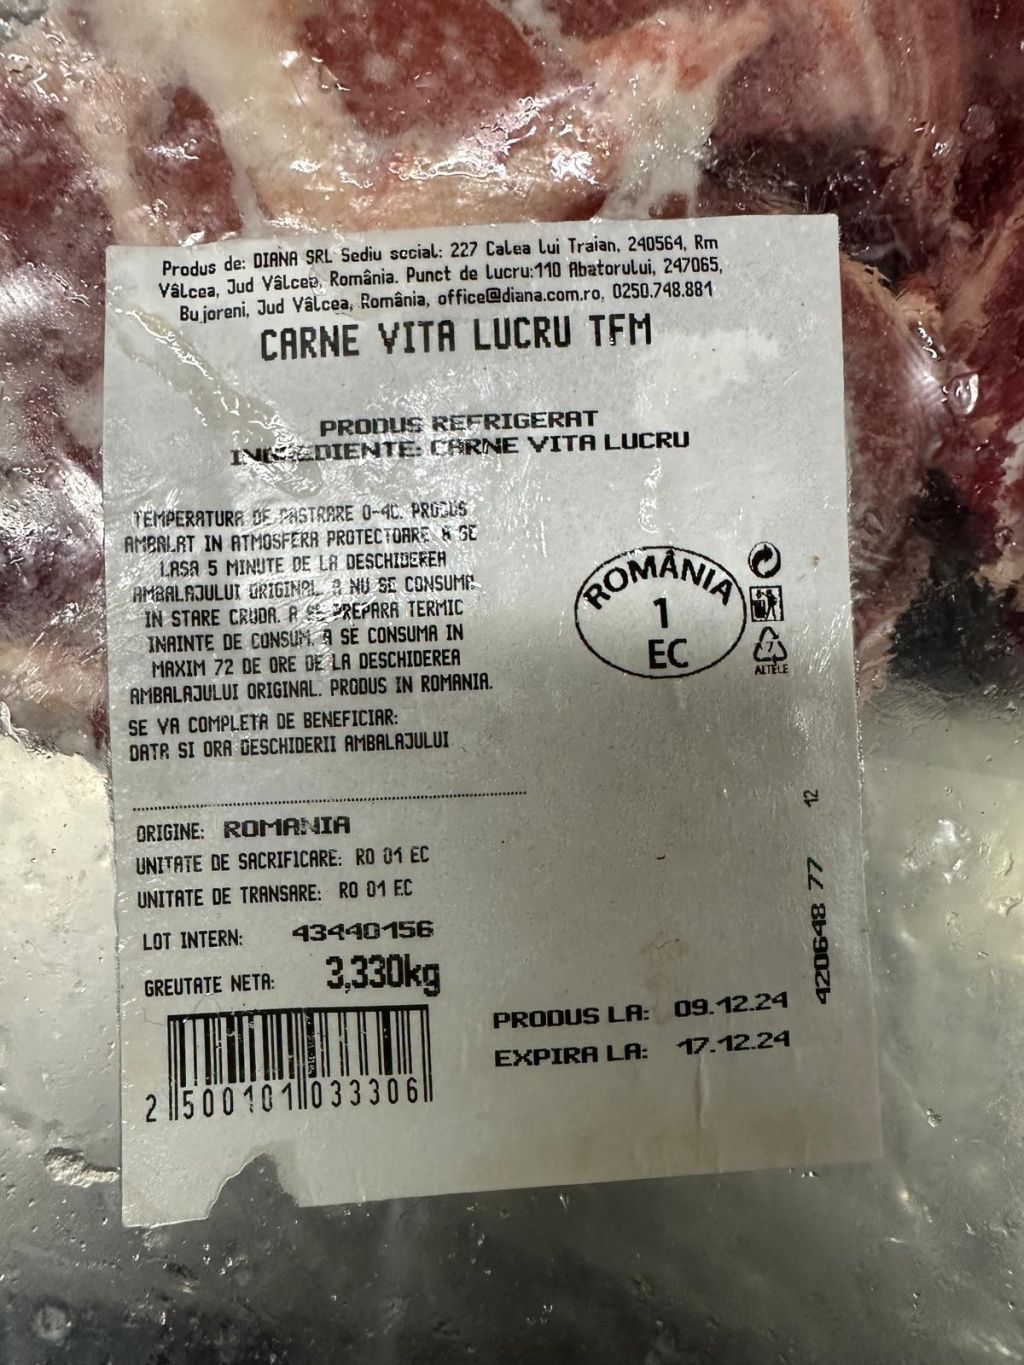 Produs de: DIANA SRL Sediu social: 227 Calea lui Traian, 240564, Rm
Vâlcea, Jud Vâlcea, România. Punct de lucru:110 Abatorului, 247065,
Bujoreni, Jud Vâlcea, România, office@diana.com.ro, 0250.748.881
CARNE VITA LUCRU TFM
PRODUS REFRIGERAT
INGREDIENTE: CARNE VITA LUCRU
TEMPERATURA DE PASTRARE 0-4C. PRODUS
AMBALAT IN ATMOSFERA PROTECTOARE. A SE
LASA 5 MINUTE DE LA DESCHIDEREA
AMBALAJULUI ORIGINAL. A NU SE CONSUMA
IN STARE CRUDA. A SE PREPARA TERMIC
INAINTE DE CONSUM. A SE CONSUMA IN
MAXIM 72 DE ORE DE LA DESCHIDEREA
AMBALAJULUI ORIGINAL. PRODUS IN ROMANIA.
SE VA COMPLETA DE BENEFICIAR:
DATA SI ORA DESCHIDERII AMBALAJULUI
ROMÂNIA
1
EC
7
ALTELE
ORIGINE: ROMANIA
UNITATE DE SACRIFICARE: RO 01 EC
UNITATE DE TRANSARE: RO 01 EC
LOT INTERN: 43440156
GREUTATE NETA: 3,330kg
2 500101 033306
PRODUS LA: 09.12.24
EXPIRA LA: 17.12.24
420648 77 12